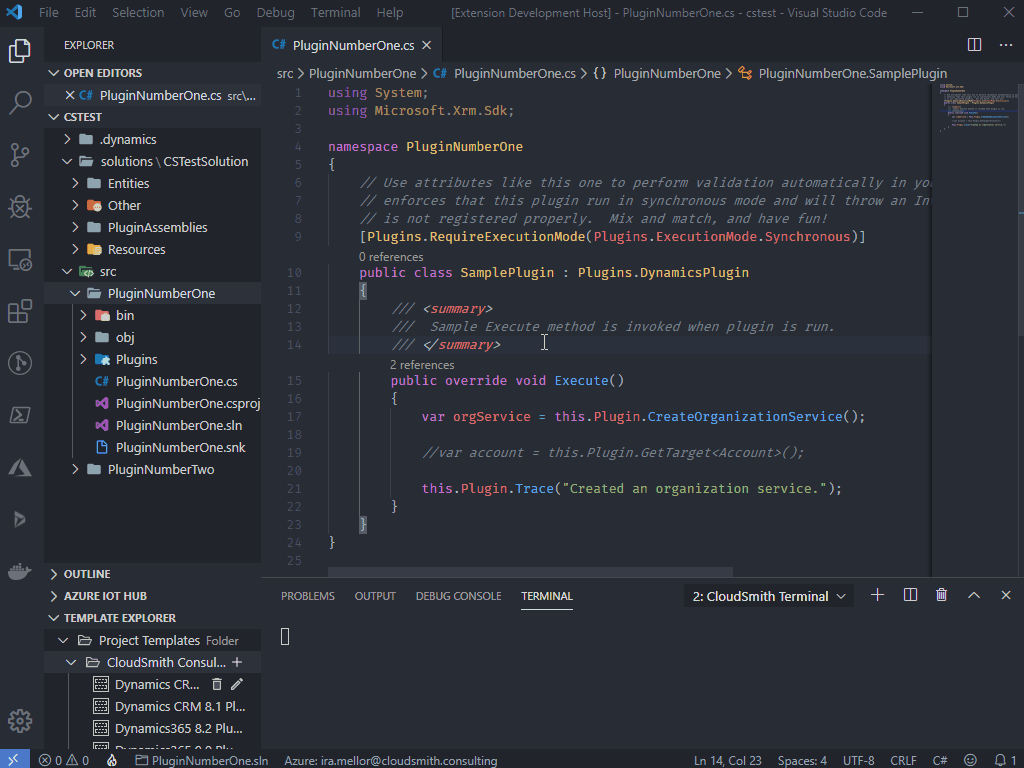 File Edit Selection View Go Debug Terminal Help [Extension Development Host] - PluginNumberOne.cs - cstest - Visual Studio Code
EXPLORER
OPEN EDITORS
C# PluginNumberOne.cs src\...
CSTEST
.dynamics
solutions \ CSTestSolution
Entities
Other
PluginAssemblies
Resources
src
PluginNumberOne
bin
obj
Plugins
C# PluginNumberOne.cs
PluginNumberOne.csproj
PluginNumberOne.sln
PluginNumberOne.snk
PluginNumberTwo
OUTLINE
AZURE IOT HUB
TEMPLATE EXPLORER
Project Templates Folder
CloudSmith Consul... +
Dynamics CR...
Dynamics CRM 8.1 Pl...
Dynamics365 8.2 Plu...
C# PluginNumberOne.cs
src > PluginNumberOne > C# PluginNumberOne.cs > {} PluginNumberOne > PluginNumberOne.SamplePlugin
1 using System;
2 using Microsoft.Xrm.Sdk;
3
4 namespace PluginNumberOne
5 {
6 // Use attributes like this one to perform validation automatically in you
7 // enforces that this plugin run in synchronous mode and will throw an In
8 // is not registered properly.  Mix and match, and have fun!
9 [Plugins.RequireExecutionMode(Plugins.ExecutionMode.Synchronous)]
0 references
10 public class SamplePlugin : Plugins.DynamicsPlugin
11 {
12 /// <summary>
13 ///  Sample Execute method is invoked when plugin is run.
14 /// </summary>
2 references
15 public override void Execute()
16 {
17 var orgService = this.Plugin.CreateOrganizationService();
18
19 //var account = this.Plugin.GetTarget<Account>();
20
21 this.Plugin.Trace("Created an organization service.");
22 }
23 }
24 }
25
PROBLEMS OUTPUT DEBUG CONSOLE TERMINAL 2: CloudSmith Terminal
0 0 PluginNumberOne.sln Azure: ira.mellor@cloudsmith.consulting Ln 14, Col 23 Spaces: 4 UTF-8 CRLF C# 1